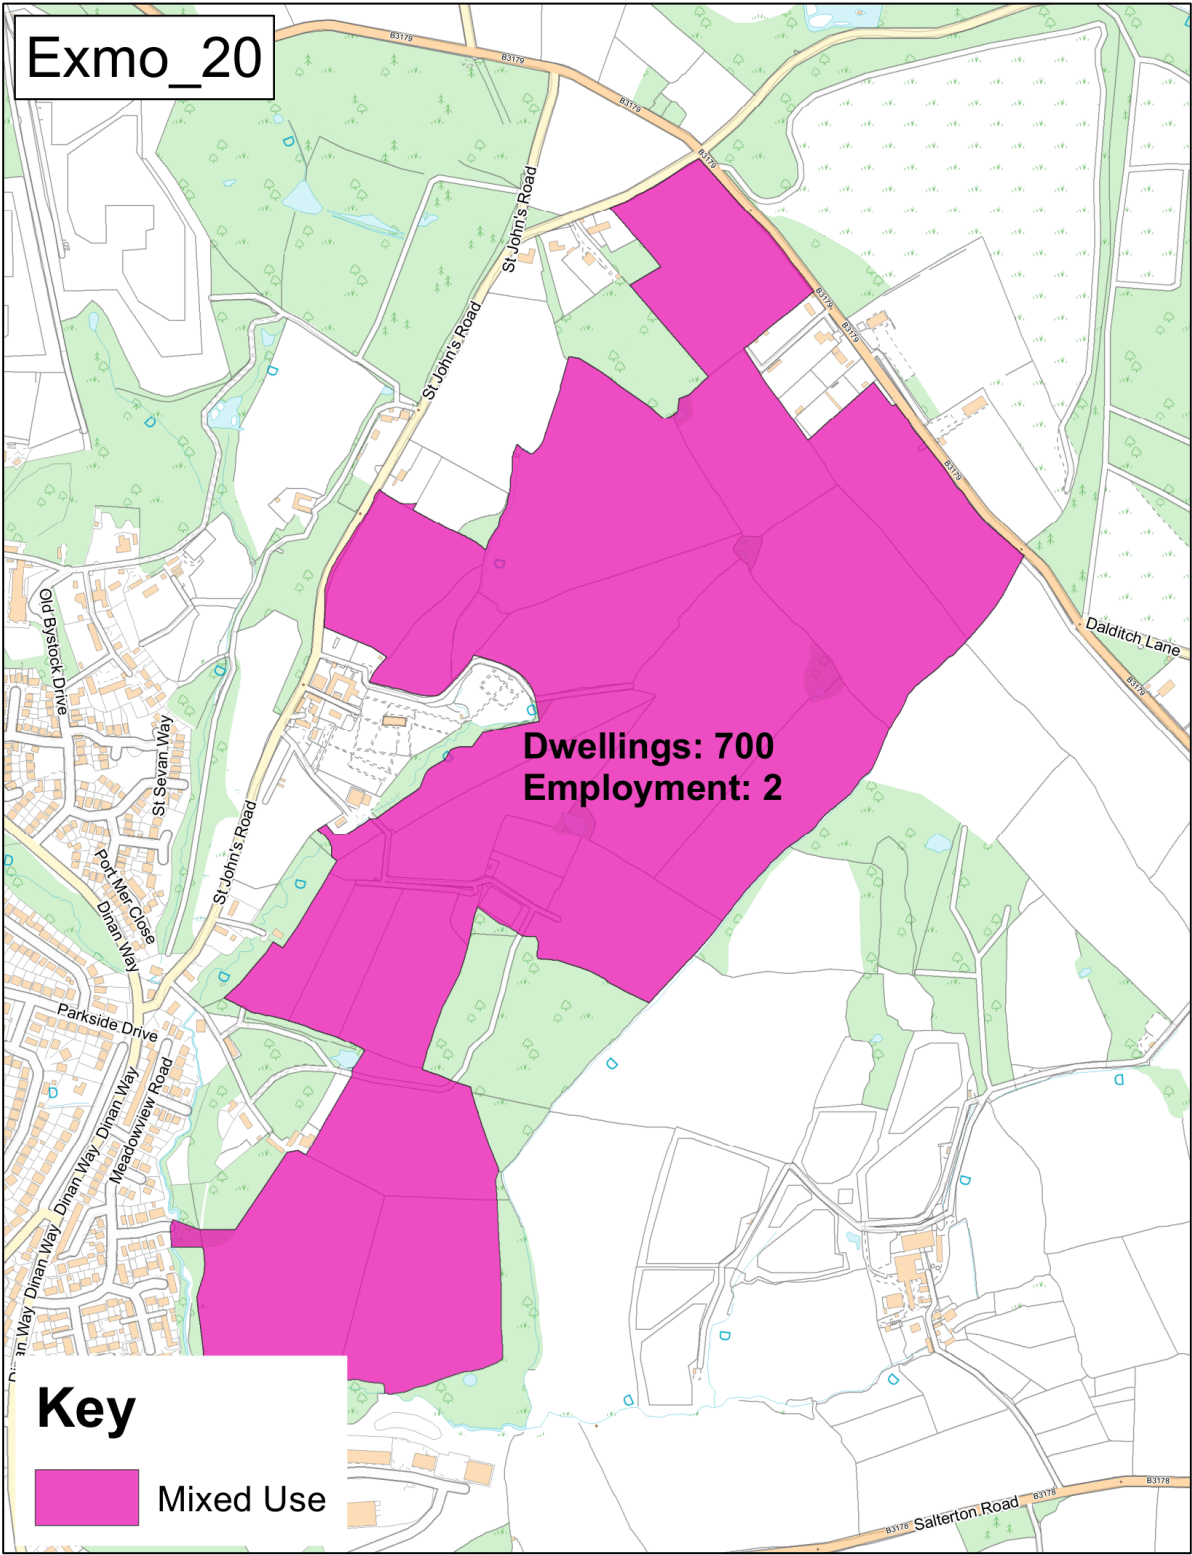 Exmo_20
B3179
B3179
B3179
B3179
St John's Road
St John's Road
B3179
B3179
B3179
Old Bystock Drive
Dalditch Lane
B3179
St Sevan Way
Dwellings: 700
Employment: 2
St John's Road
Port Mer Close
Dinan Way
Parkside Drive
Meadowview Road
Dinan Way
Dinan Way
Dinan Way
Dinan Way
Key
Mixed Use
B3178
B3178
Salterton Road
B3178